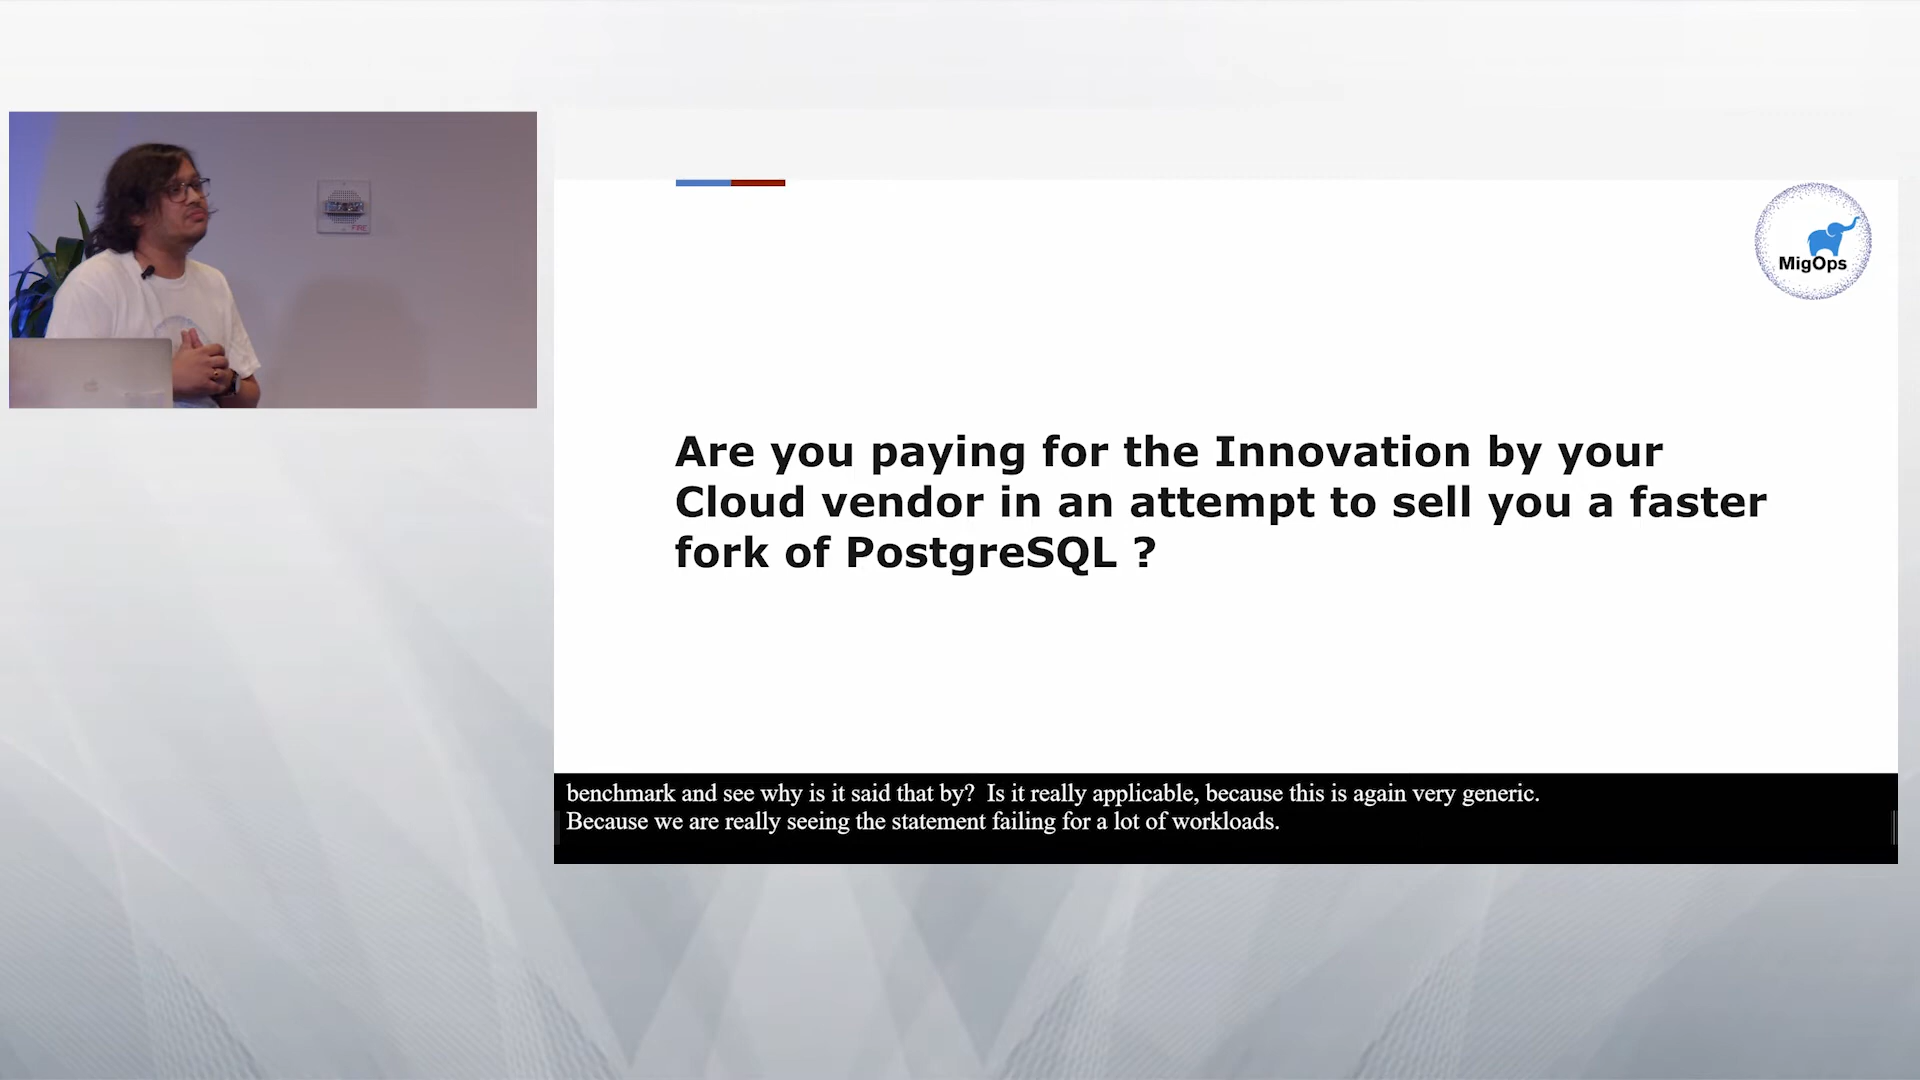 FIRE
MigOps
Are you paying for the Innovation by your
Cloud vendor in an attempt to sell you a faster
fork of PostgreSQL ?
benchmark and see why is it said that by?  Is it really applicable, because this is again very generic.
Because we are really seeing the statement failing for a lot of workloads.